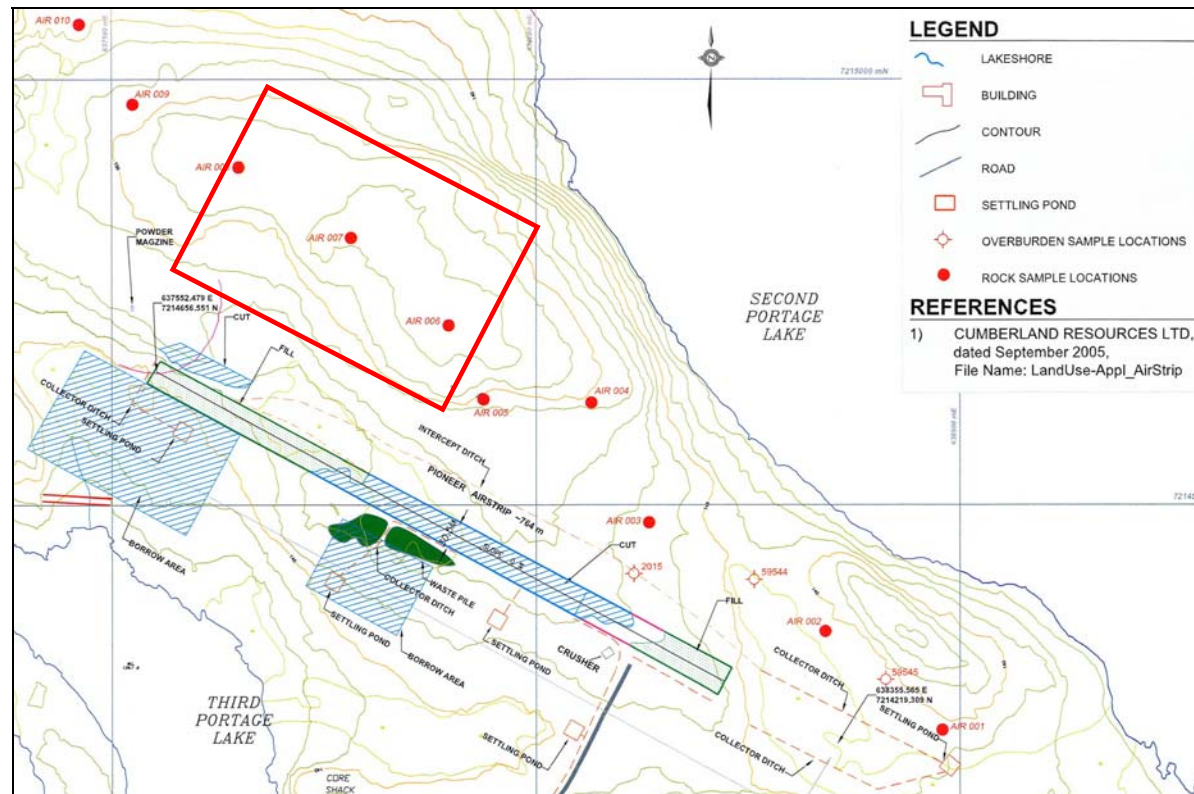 AIR 010
637500 mE
7215000 mN
AIR 009
AIR 007
AIR 006
AIR 005
AIR 004
AIR 003
AIR 002
AIR 001
POWDER
MAGZINE
637552.479 E
7214656.551 N
CUT
FILL
COLLECTOR DITCH
SETTLING POND
BORROW AREA
INTERCEPT DITCH
PIONEER AIRSTRIP ~764 m
CUT
FILL
2015
59544
59545
WASTE PILE
COLLECTOR DITCH
SETTLING POND
BORROW AREA
SETTLING POND
CRUSHER
SETTLING POND
COLLECTOR DITCH
638355.565 E
7214219.309 N
SETTLING POND
COLLECTOR DITCH
CORE
SHACK
SECOND
PORTAGE
LAKE
THIRD
PORTAGE
LAKE
LEGEND
LAKESHORE
BUILDING
CONTOUR
ROAD
SETTLING POND
OVERBURDEN SAMPLE LOCATIONS
ROCK SAMPLE LOCATIONS
REFERENCES
1) CUMBERLAND RESOURCES LTD,
dated September 2005,
File Name: LandUse-Appl_AirStrip